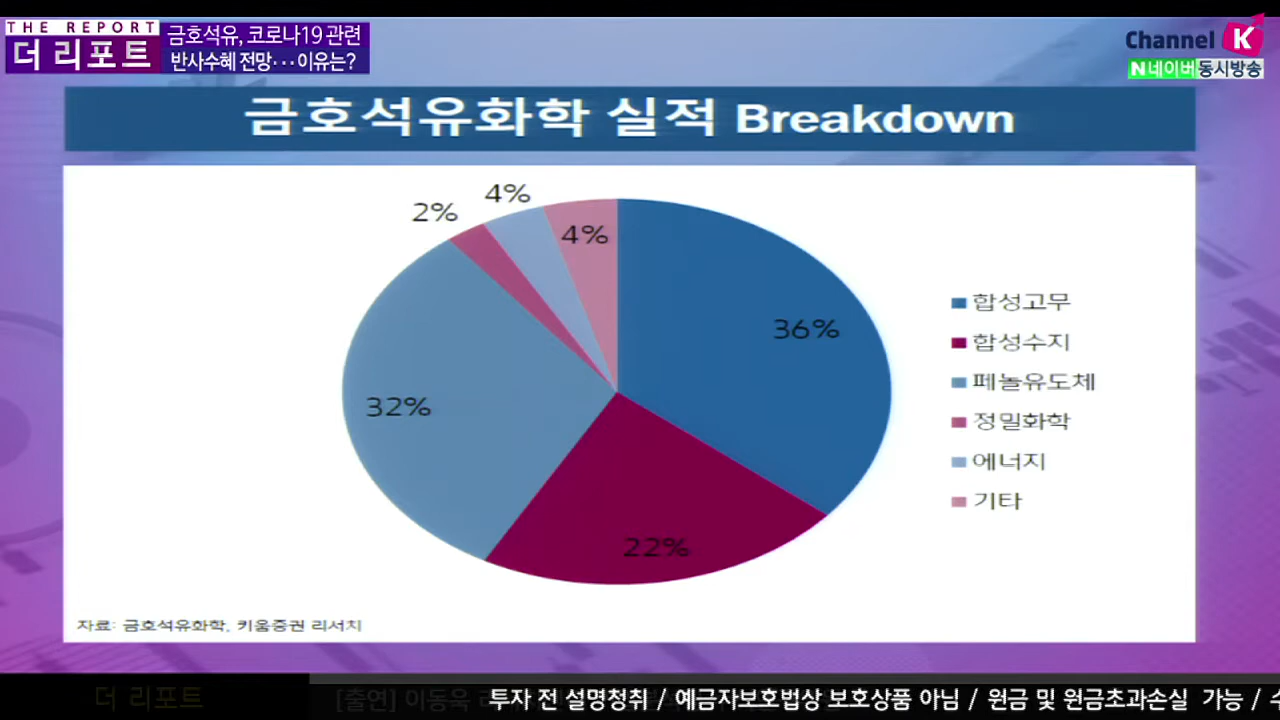 THE REPORT
더 리포트
금호석유, 코로나19 관련
반사수혜 전망··· 이유는?
Channel K
N 네이버 동시방송
금호석유화학 실적 Breakdown
4%
2%
4%
36%
32%
22%
합성고무
합성수지
페놀유도체
정밀화학
에너지
기타
자료: 금호석유화학, 키움증권 리서치
더 리포트
[출연] 이동욱
투자 전 설명청취 / 예금자보호법상 보호상품 아님 / 원금 및 원금초과손실 가능 /